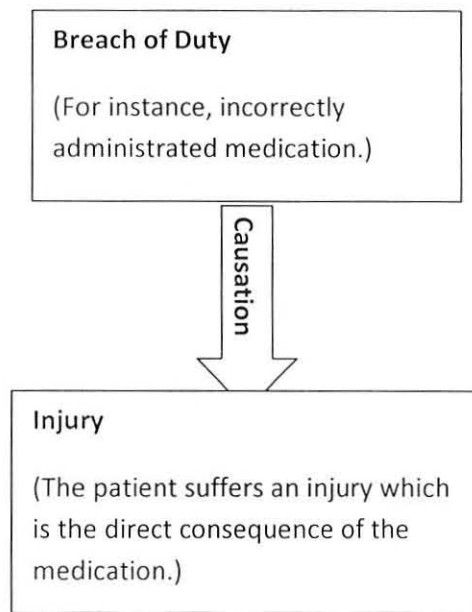 Breach of Duty
(For instance, incorrectly
administrated medication.)
Causation
Injury
(The patient suffers an injury which
is the direct consequence of the
medication.)